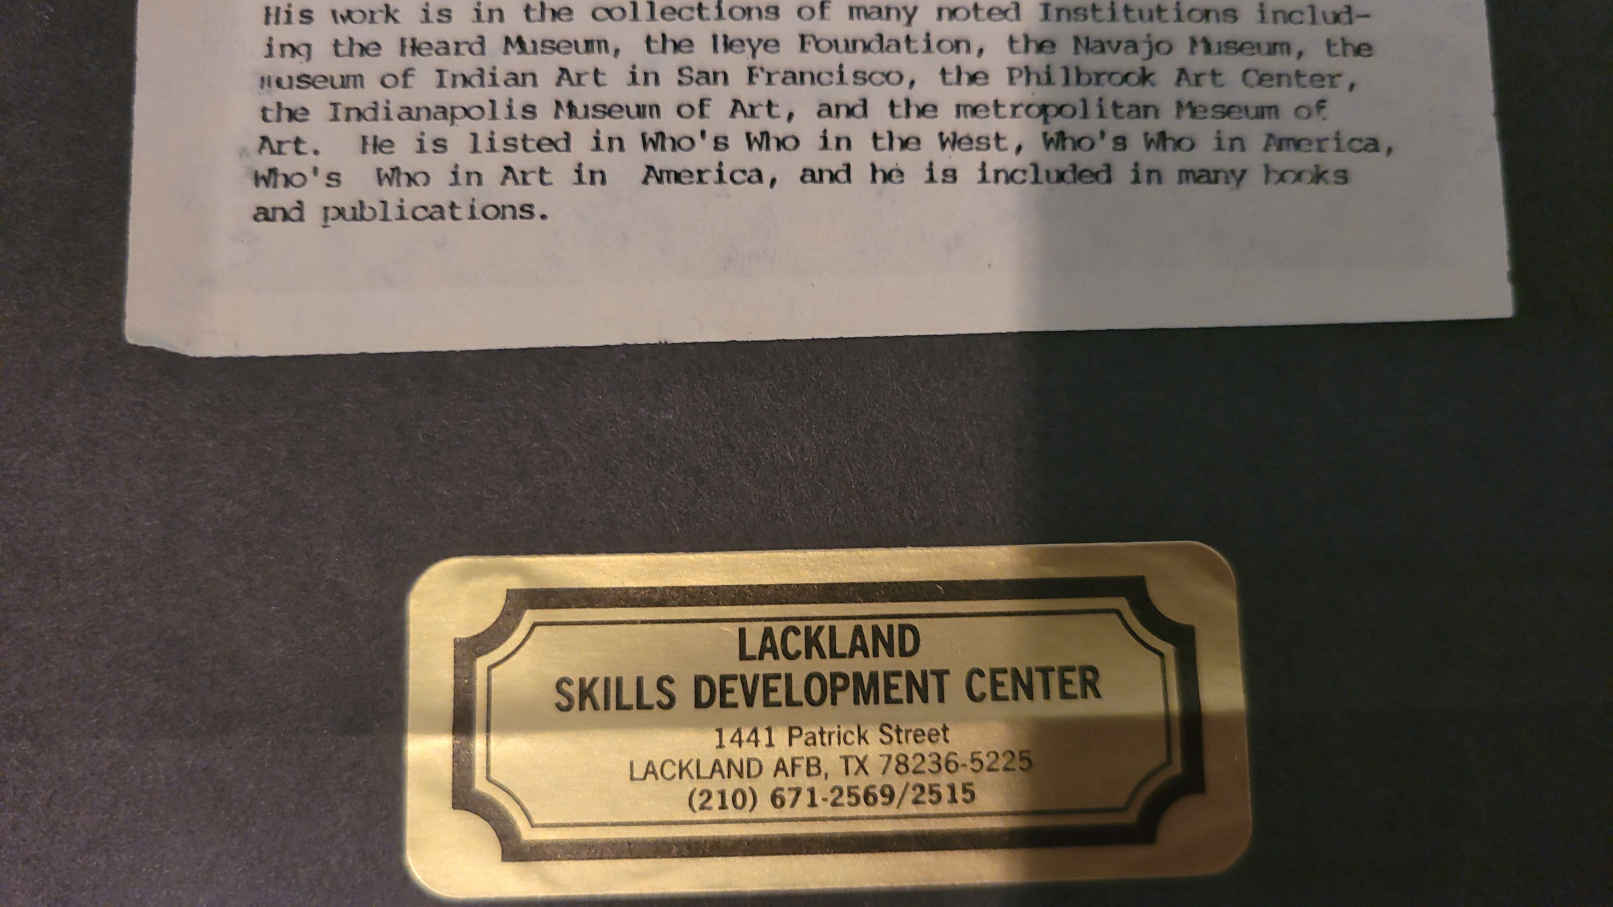 His work is in the collections of many noted Institutions includ-
ing the Heard Museum, the Heye Foundation, the Navajo Museum, the
Museum of Indian Art in San Francisco, the Philbrook Art Center,
the Indianapolis Museum of Art, and the metropolitan Meseum of
Art. He is listed in Who's Who in the West, Who's Who in America,
Who's Who in Art in America, and he is included in many books
and publications.
LACKLAND
SKILLS DEVELOPMENT CENTER
1441 Patrick Street
LACKLAND AFB, TX 78236-5225
(210) 671-2569/2515